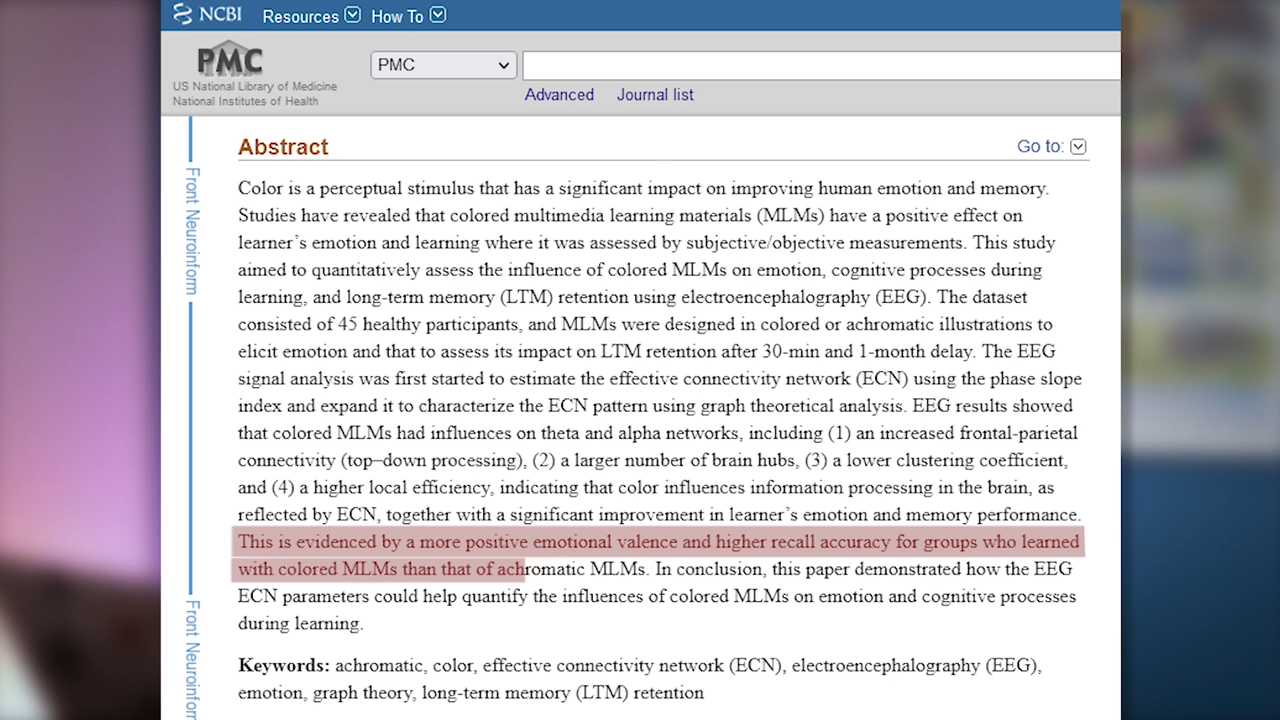 NCBI Resources How To
PMC
US National Library of Medicine
National Institutes of Health
PMC
Advanced Journal list
Front Neuroinform
Front Neuroinform
Abstract Go to:
Color is a perceptual stimulus that has a significant impact on improving human emotion and memory.
Studies have revealed that colored multimedia learning materials (MLMs) have a positive effect on
learner’s emotion and learning where it was assessed by subjective/objective measurements. This study
aimed to quantitatively assess the influence of colored MLMs on emotion, cognitive processes during
learning, and long-term memory (LTM) retention using electroencephalography (EEG). The dataset
consisted of 45 healthy participants, and MLMs were designed in colored or achromatic illustrations to
elicit emotion and that to assess its impact on LTM retention after 30-min and 1-month delay. The EEG
signal analysis was first started to estimate the effective connectivity network (ECN) using the phase slope
index and expand it to characterize the ECN pattern using graph theoretical analysis. EEG results showed
that colored MLMs had influences on theta and alpha networks, including (1) an increased frontal-parietal
connectivity (top–down processing), (2) a larger number of brain hubs, (3) a lower clustering coefficient,
and (4) a higher local efficiency, indicating that color influences information processing in the brain, as
reflected by ECN, together with a significant improvement in learner’s emotion and memory performance.
This is evidenced by a more positive emotional valence and higher recall accuracy for groups who learned
with colored MLMs than that of achromatic MLMs. In conclusion, this paper demonstrated how the EEG
ECN parameters could help quantify the influences of colored MLMs on emotion and cognitive processes
during learning.
Keywords: achromatic, color, effective connectivity network (ECN), electroencephalography (EEG),
emotion, graph theory, long-term memory (LTM) retention